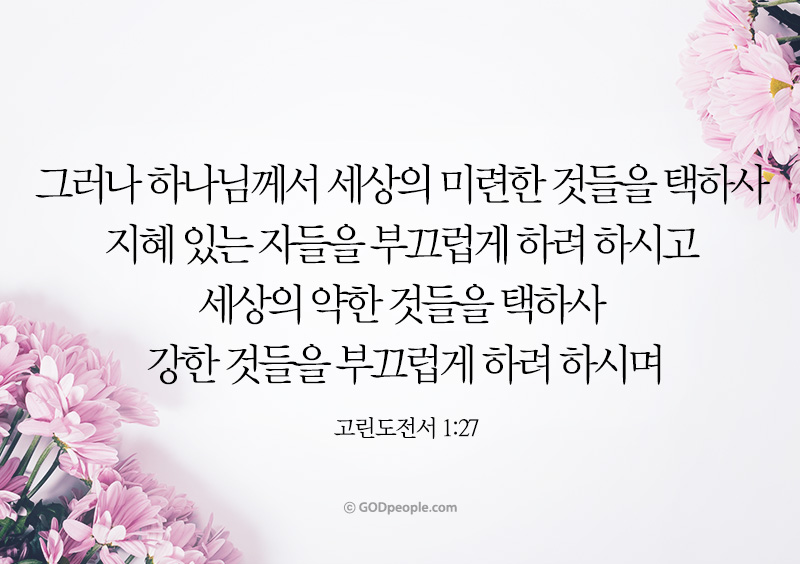 그러나 하나님께서 세상의 미련한 것들을 택하사
지혜 있는 자들을 부끄럽게 하려 하시고
세상의 약한 것들을 택하사
강한 것들을 부끄럽게 하려 하시며
고린도전서 1:27
© GODpeople.com